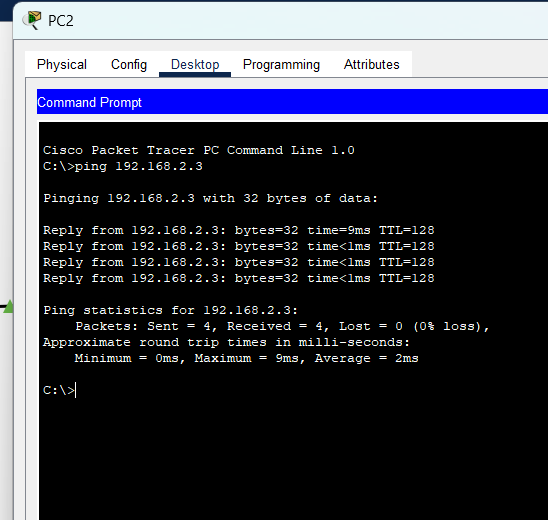 PC2
Physical Config Desktop Programming Attributes
Command Prompt
Cisco Packet Tracer PC Command Line 1.0
C:\>ping 192.168.2.3
Pinging 192.168.2.3 with 32 bytes of data:
Reply from 192.168.2.3: bytes=32 time=9ms TTL=128
Reply from 192.168.2.3: bytes=32 time<1ms TTL=128
Reply from 192.168.2.3: bytes=32 time<1ms TTL=128
Reply from 192.168.2.3: bytes=32 time<1ms TTL=128
Ping statistics for 192.168.2.3:
Packets: Sent = 4, Received = 4, Lost = 0 (0% loss),
Approximate round trip times in milli-seconds:
Minimum = 0ms, Maximum = 9ms, Average = 2ms
C:\>